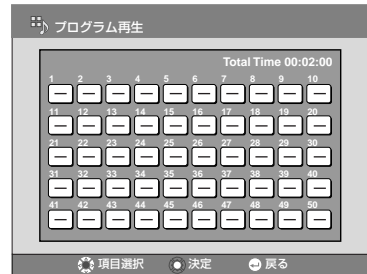 プログラム再生
Total Time 00:02:00
1 2 3 4 5 6 7 8 9 10
— — — — — — — — — —
11 12 13 14 15 16 17 18 19 20
— — — — — — — — — —
21 22 23 24 25 26 27 28 29 30
— — — — — — — — — —
31 32 33 34 35 36 37 38 39 40
— — — — — — — — — —
41 42 43 44 45 46 47 48 49 50
— — — — — — — — — —
項目選択 決定 戻る